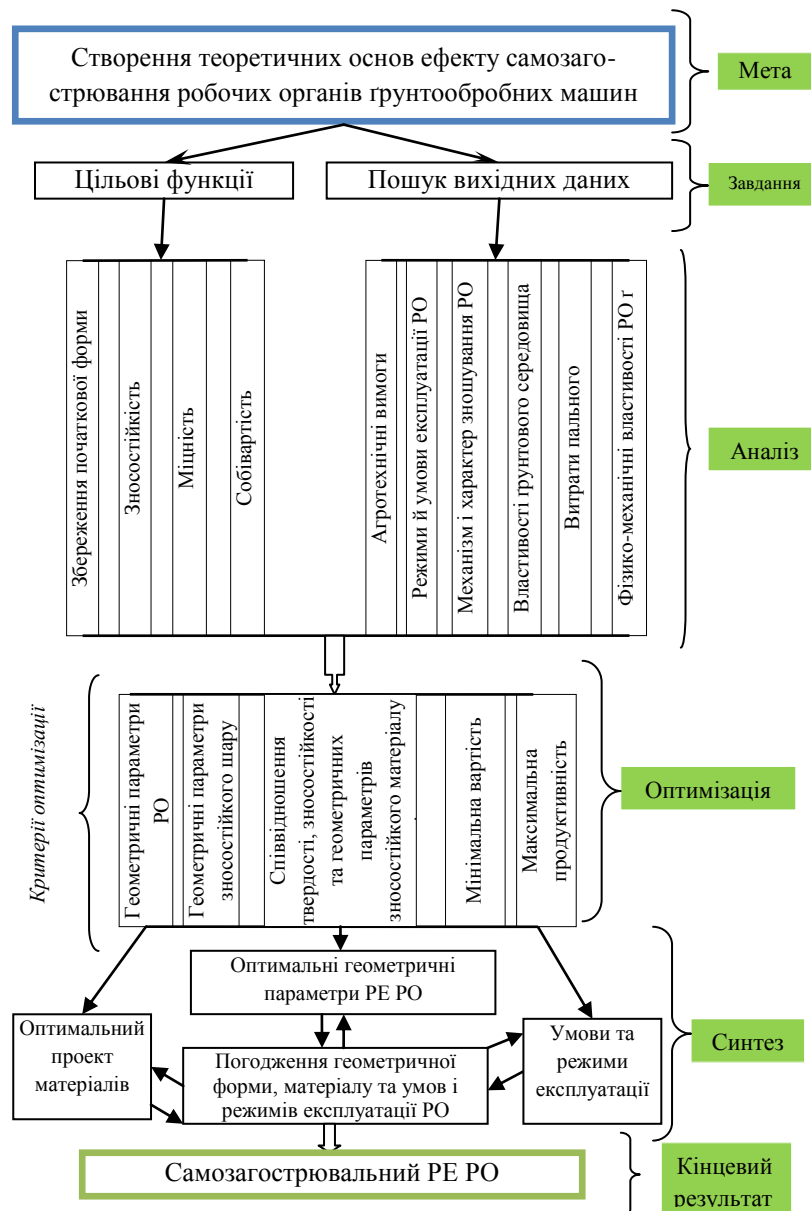 Створення теоретичних основ ефекту самозаго-
стрювання робочих органів ґрунтообробних машин
Мета
Цільові функції
Пошук вихідних даних
Завдання
Збереження початкової форми
Зносостійкість
Міцність
Собівартість
Агротехнічні вимоги
Режими й умови експлуатації РО
Механізм і характер зношування РО
Властивості ґрунтового середовища
Витрати пального
Фізико-механічні властивості РО ґ
Аналіз
Критерії оптимізації
Геометричні параметри
РО
Геометричні параметри
зносостійкого шару
Співвідношення
твердості, зносостійкості
та геометричних
параметрів
зносостійкого матеріалу
Мінімальна вартість
Максимальна
продуктивність
Оптимізація
Оптимальні геометричні
параметри РЕ РО
Оптимальний
проект
матеріалів
Погодження геометричної
форми, матеріалу та умов і
режимів експлуатації РО
Умови та
режими
експлуатації
Синтез
Самозагострювальний РЕ РО
Кінцевий
результат